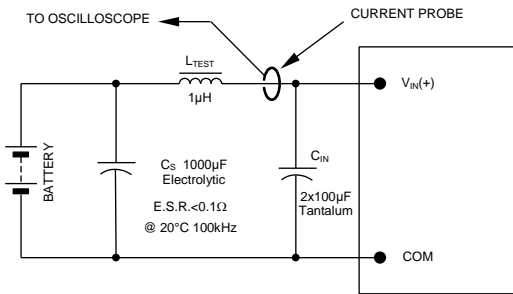 TO OSCILLOSCOPE
CURRENT PROBE
LTEST
1µH
VIN(+)
BATTERY
CS 1000µF
Electrolytic
E.S.R.<0.1Ω
@ 20°C 100kHz
CIN
2x100µF
Tantalum
COM